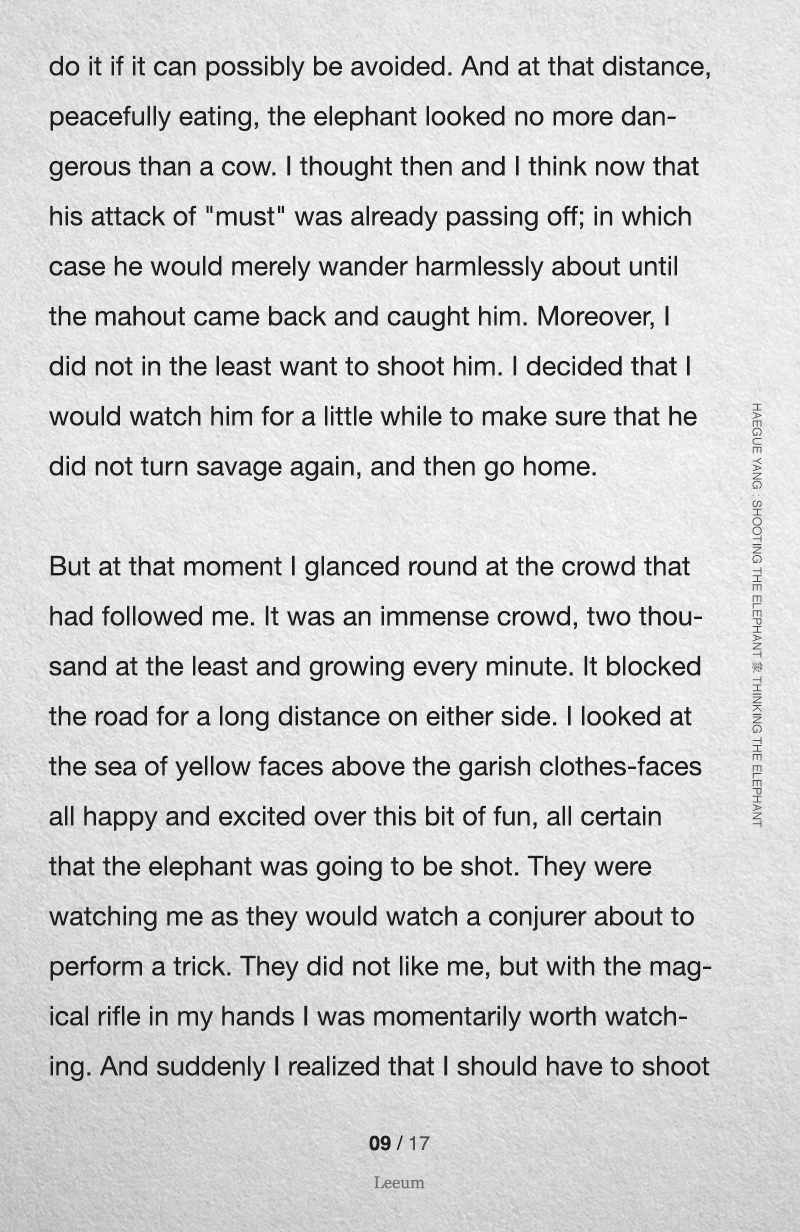 do it if it can possibly be avoided. And at that distance,
peacefully eating, the elephant looked no more dan-
gerous than a cow. I thought then and I think now that
his attack of "must" was already passing off; in which
case he would merely wander harmlessly about until
the mahout came back and caught him. Moreover, I
did not in the least want to shoot him. I decided that I
would watch him for a little while to make sure that he
did not turn savage again, and then go home.

But at that moment I glanced round at the crowd that
had followed me. It was an immense crowd, two thou-
sand at the least and growing every minute. It blocked
the road for a long distance on either side. I looked at
the sea of yellow faces above the garish clothes-faces
all happy and excited over this bit of fun, all certain
that the elephant was going to be shot. They were
watching me as they would watch a conjurer about to
perform a trick. They did not like me, but with the mag-
ical rifle in my hands I was momentarily worth watch-
ing. And suddenly I realized that I should have to shoot
HAEGUE YANG : SHOOTING THE ELEPHANT 象 THINKING THE ELEPHANT
09 / 17
Leeum